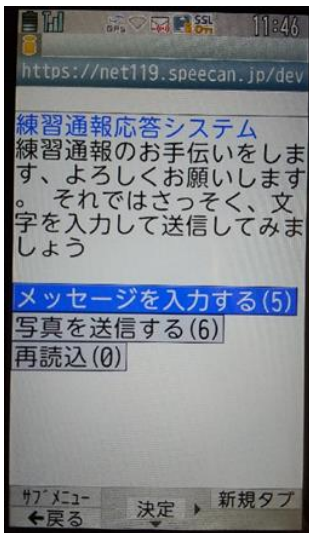 GPS SSL 11:46
https://net119.speecan.jp/dev
練習通報応答システム
練習通報のお手伝いをしま
す、よろしくお願いします
。 それではさっそく、文
字を入力して送信してみま
しょう
メッセージを入力する(5)
写真を送信する(6)
再読込(0)
サブメニュー 新規タブ
←戻る 決定